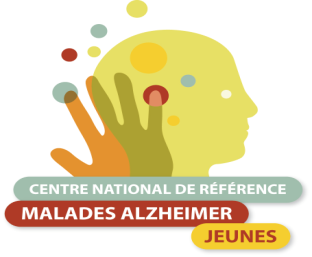 CENTRE NATIONAL DE RÉFÉRENCE
MALADES ALZHEIMER
JEUNES